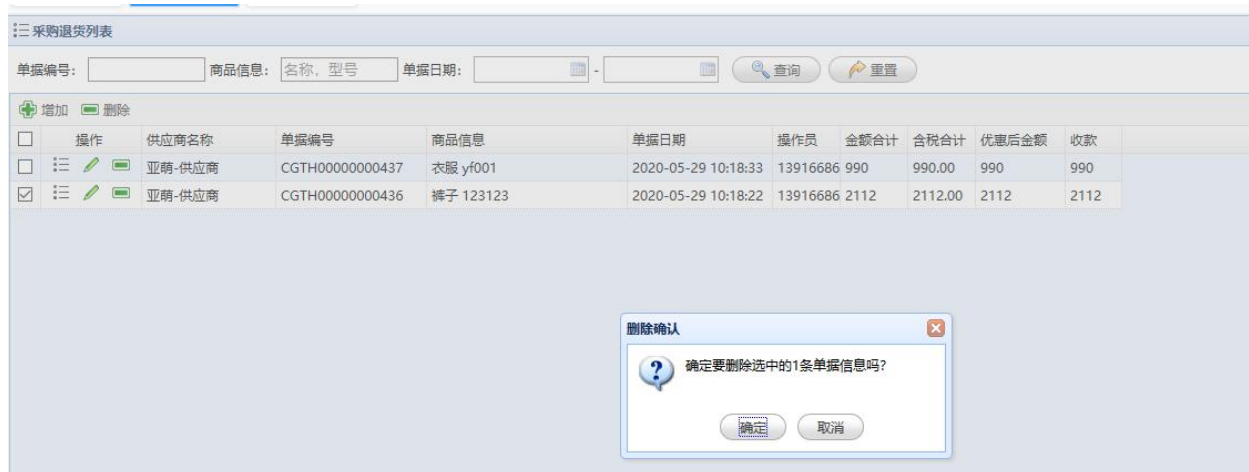 采购退货列表
单据编号: 商品信息: 名称, 型号 单据日期: - 查询 重置
增加 删除
操作 供应商名称 单据编号 商品信息 单据日期 操作员 金额合计 含税合计 优惠后金额 收款
亚萌-供应商 CGTH00000000437 衣服 yf001 2020-05-29 10:18:33 13916686 990 990.00 990 990
亚萌-供应商 CGTH00000000436 裤子 123123 2020-05-29 10:18:22 13916686 2112 2112.00 2112 2112
删除确认
确定要删除选中的1条单据信息吗?
确定 取消